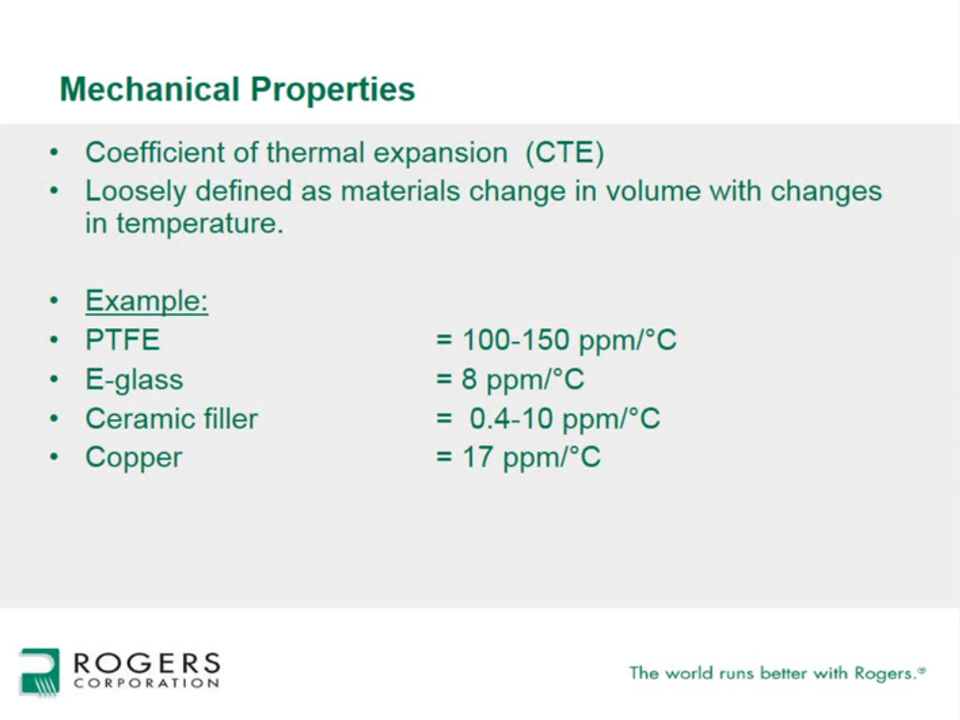 Mechanical Properties
• Coefficient of thermal expansion (CTE)
• Loosely defined as materials change in volume with changes
in temperature.
• Example:
• PTFE = 100-150 ppm/°C
• E-glass = 8 ppm/°C
• Ceramic filler = 0.4-10 ppm/°C
• Copper = 17 ppm/°C
ROGERS
CORPORATION
The world runs better with Rogers.®